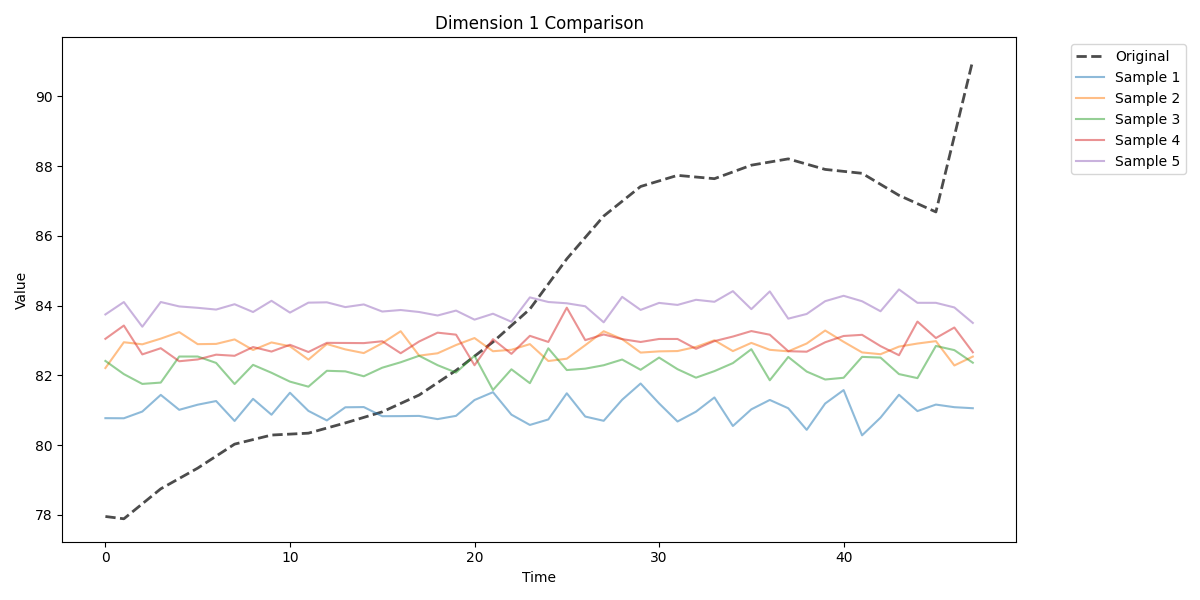 Dimension 1 Comparison
Original
Sample 1
Sample 2
Sample 3
Sample 4
Sample 5
90
88
86
84
82
80
78
Value
0 10 20 30 40
Time